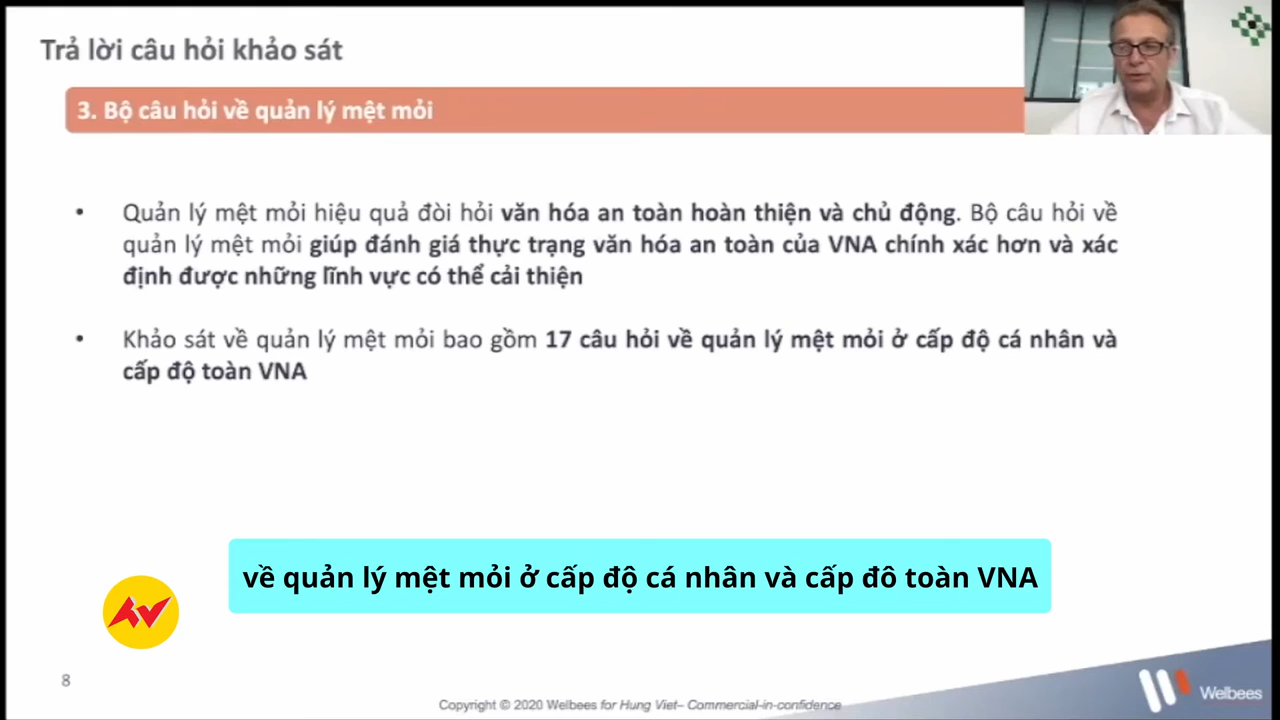 Trả lời câu hỏi khảo sát
3. Bộ câu hỏi về quản lý mệt mỏi
• Quản lý mệt mỏi hiệu quả đòi hỏi văn hóa an toàn hoàn thiện và chủ động. Bộ câu hỏi về
quản lý mệt mỏi giúp đánh giá thực trạng văn hóa an toàn của VNA chính xác hơn và xác
định được những lĩnh vực có thể cải thiện
• Khảo sát về quản lý mệt mỏi bao gồm 17 câu hỏi về quản lý mệt mỏi ở cấp độ cá nhân và
cấp độ toàn VNA
về quản lý mệt mỏi ở cấp độ cá nhân và cấp đô toàn VNA
8
Copyright © 2020 Welbees for Hung Viet– Commercial-in-confidence
Welbees